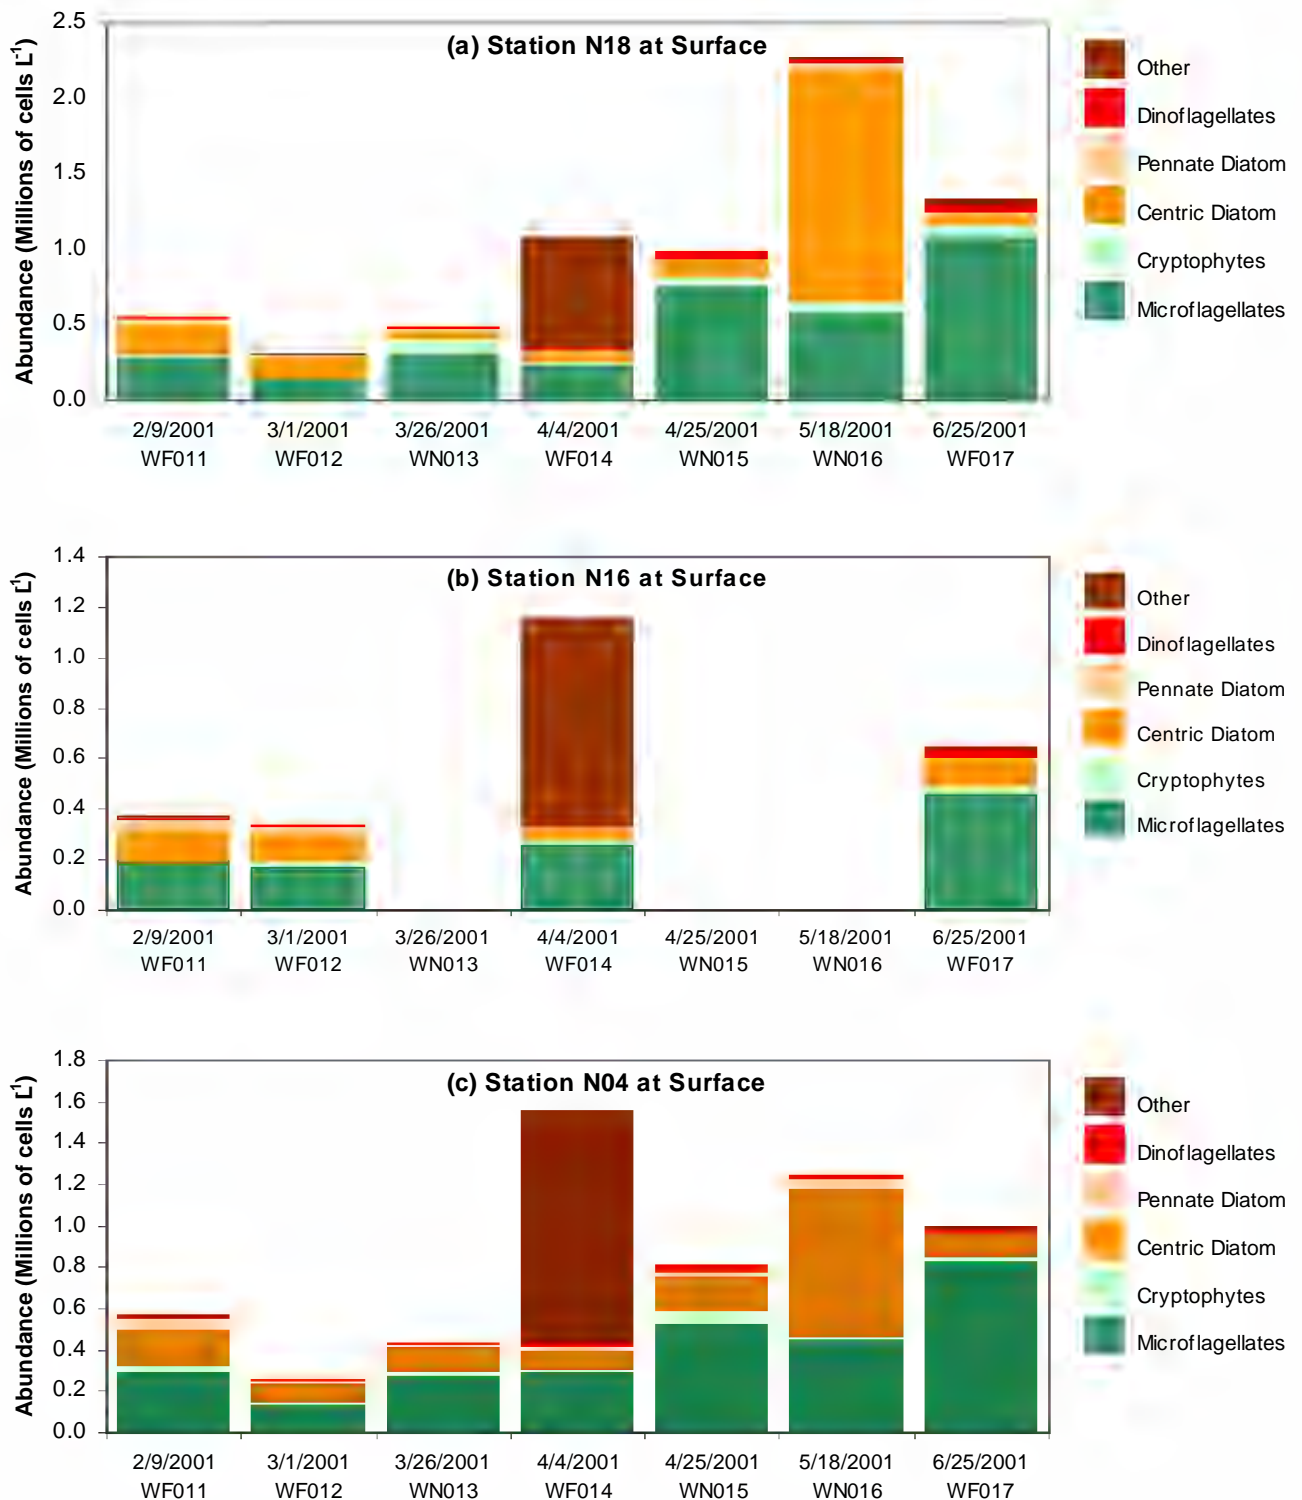 (a) Station N18 at Surface
Abundance (Millions of cells L-1)
2.5
2.0
1.5
1.0
0.5
0.0
2/9/2001 3/1/2001 3/26/2001 4/4/2001 4/25/2001 5/18/2001 6/25/2001
WF011 WF012 WN013 WF014 WN015 WN016 WF017
Other
Dinoflagellates
Pennate Diatom
Centric Diatom
Cryptophytes
Microflagellates
(b) Station N16 at Surface
Abundance (Millions of cells L-1)
1.4
1.2
1.0
0.8
0.6
0.4
0.2
0.0
2/9/2001 3/1/2001 3/26/2001 4/4/2001 4/25/2001 5/18/2001 6/25/2001
WF011 WF012 WN013 WF014 WN015 WN016 WF017
Other
Dinoflagellates
Pennate Diatom
Centric Diatom
Cryptophytes
Microflagellates
(c) Station N04 at Surface
Abundance (Millions of cells L-1)
1.8
1.6
1.4
1.2
1.0
0.8
0.6
0.4
0.2
0.0
2/9/2001 3/1/2001 3/26/2001 4/4/2001 4/25/2001 5/18/2001 6/25/2001
WF011 WF012 WN013 WF014 WN015 WN016 WF017
Other
Dinoflagellates
Pennate Diatom
Centric Diatom
Cryptophytes
Microflagellates